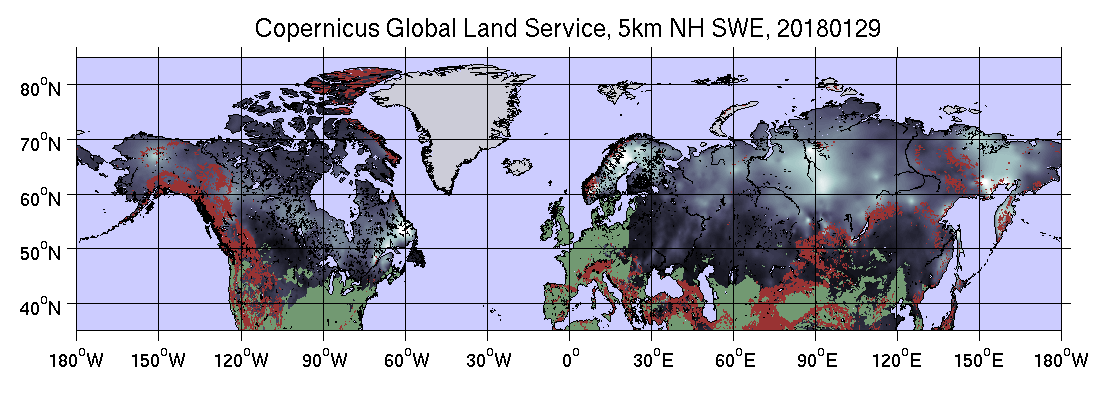 Copernicus Global Land Service, 5km NH SWE, 20180129
80°N
70°N
60°N
50°N
40°N
180°W 150°W 120°W 90°W 60°W 30°W 0° 30°E 60°E 90°E 120°E 150°E 180°W